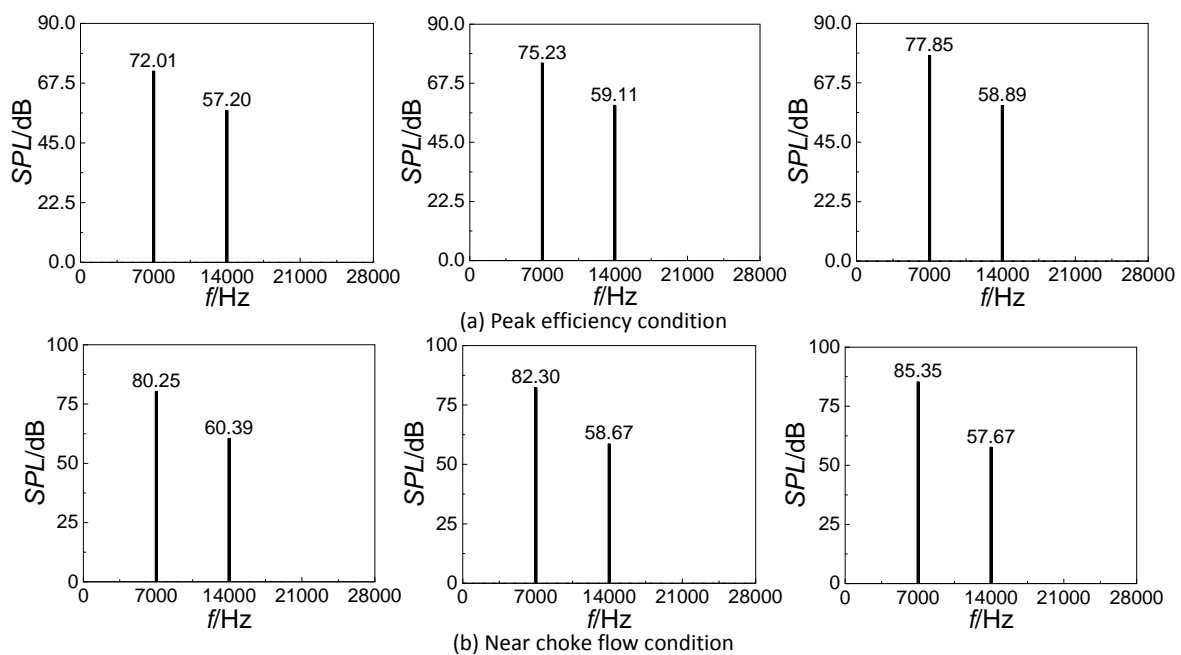 90.0
67.5
45.0
22.5
0.0
SPL/dB
72.01
57.20
0 7000 14000 21000 28000
f/Hz
90.0
67.5
45.0
22.5
0.0
SPL/dB
75.23
59.11
0 7000 14000 21000 28000
f/Hz
90.0
67.5
45.0
22.5
0.0
SPL/dB
77.85
58.89
0 7000 14000 21000 28000
f/Hz
(a) Peak efficiency condition
100
75
50
25
0
SPL/dB
80.25
60.39
0 7000 14000 21000 28000
f/Hz
100
75
50
25
0
SPL/dB
82.30
58.67
0 7000 14000 21000 28000
f/Hz
100
75
50
25
0
SPL/dB
85.35
57.67
0 7000 14000 21000 28000
f/Hz
(b) Near choke flow condition